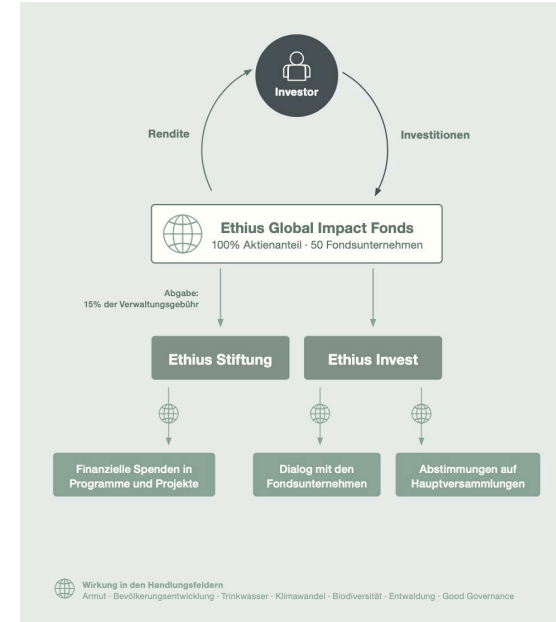 Investor
Rendite
Investitionen
Ethius Global Impact Fonds
100% Aktienanteil · 50 Fondsunternehmen
Abgabe:
15% der Verwaltungsgebühr
Ethius Stiftung
Ethius Invest
Finanzielle Spenden in
Programme und Projekte
Dialog mit den
Fondsunternehmen
Abstimmungen auf
Hauptversammlungen
Wirkung in den Handlungsfeldern
Armut · Bevölkerungsentwicklung · Trinkwasser · Klimawandel · Biodiversität · Entwaldung · Good Governance